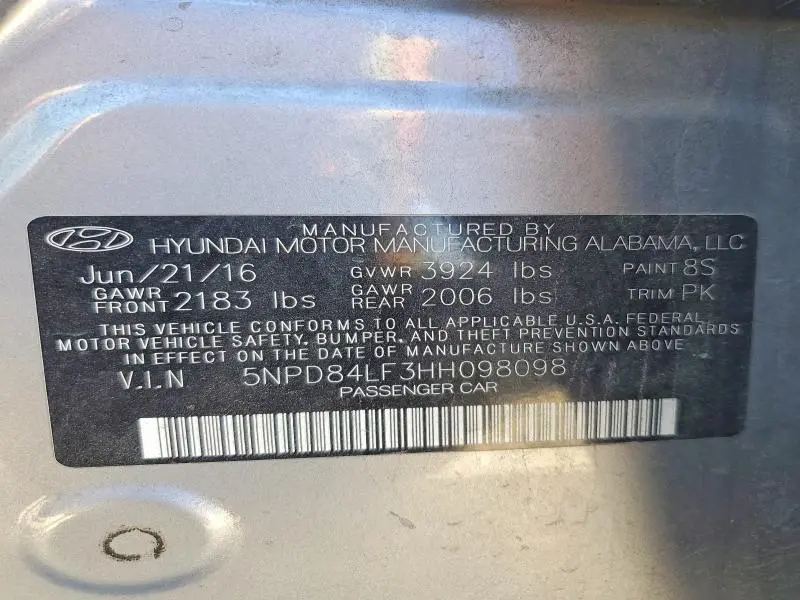 MANUFACTURED BY
HYUNDAI MOTOR MANUFACTURING ALABAMA, LLC
Jun/21/16 GVWR 3924 lbs PAINT 8S
GAWR FRONT 2183 lbs GAWR REAR 2006 lbs TRIM PK
THIS VEHICLE CONFORMS TO ALL APPLICABLE U.S.A. FEDERAL
MOTOR VEHICLE SAFETY, BUMPER, AND THEFT PREVENTION STANDARDS
IN EFFECT ON THE DATE OF MANUFACTURE SHOWN ABOVE
V.I.N 5NPD84LF3HH098098
PASSENGER CAR